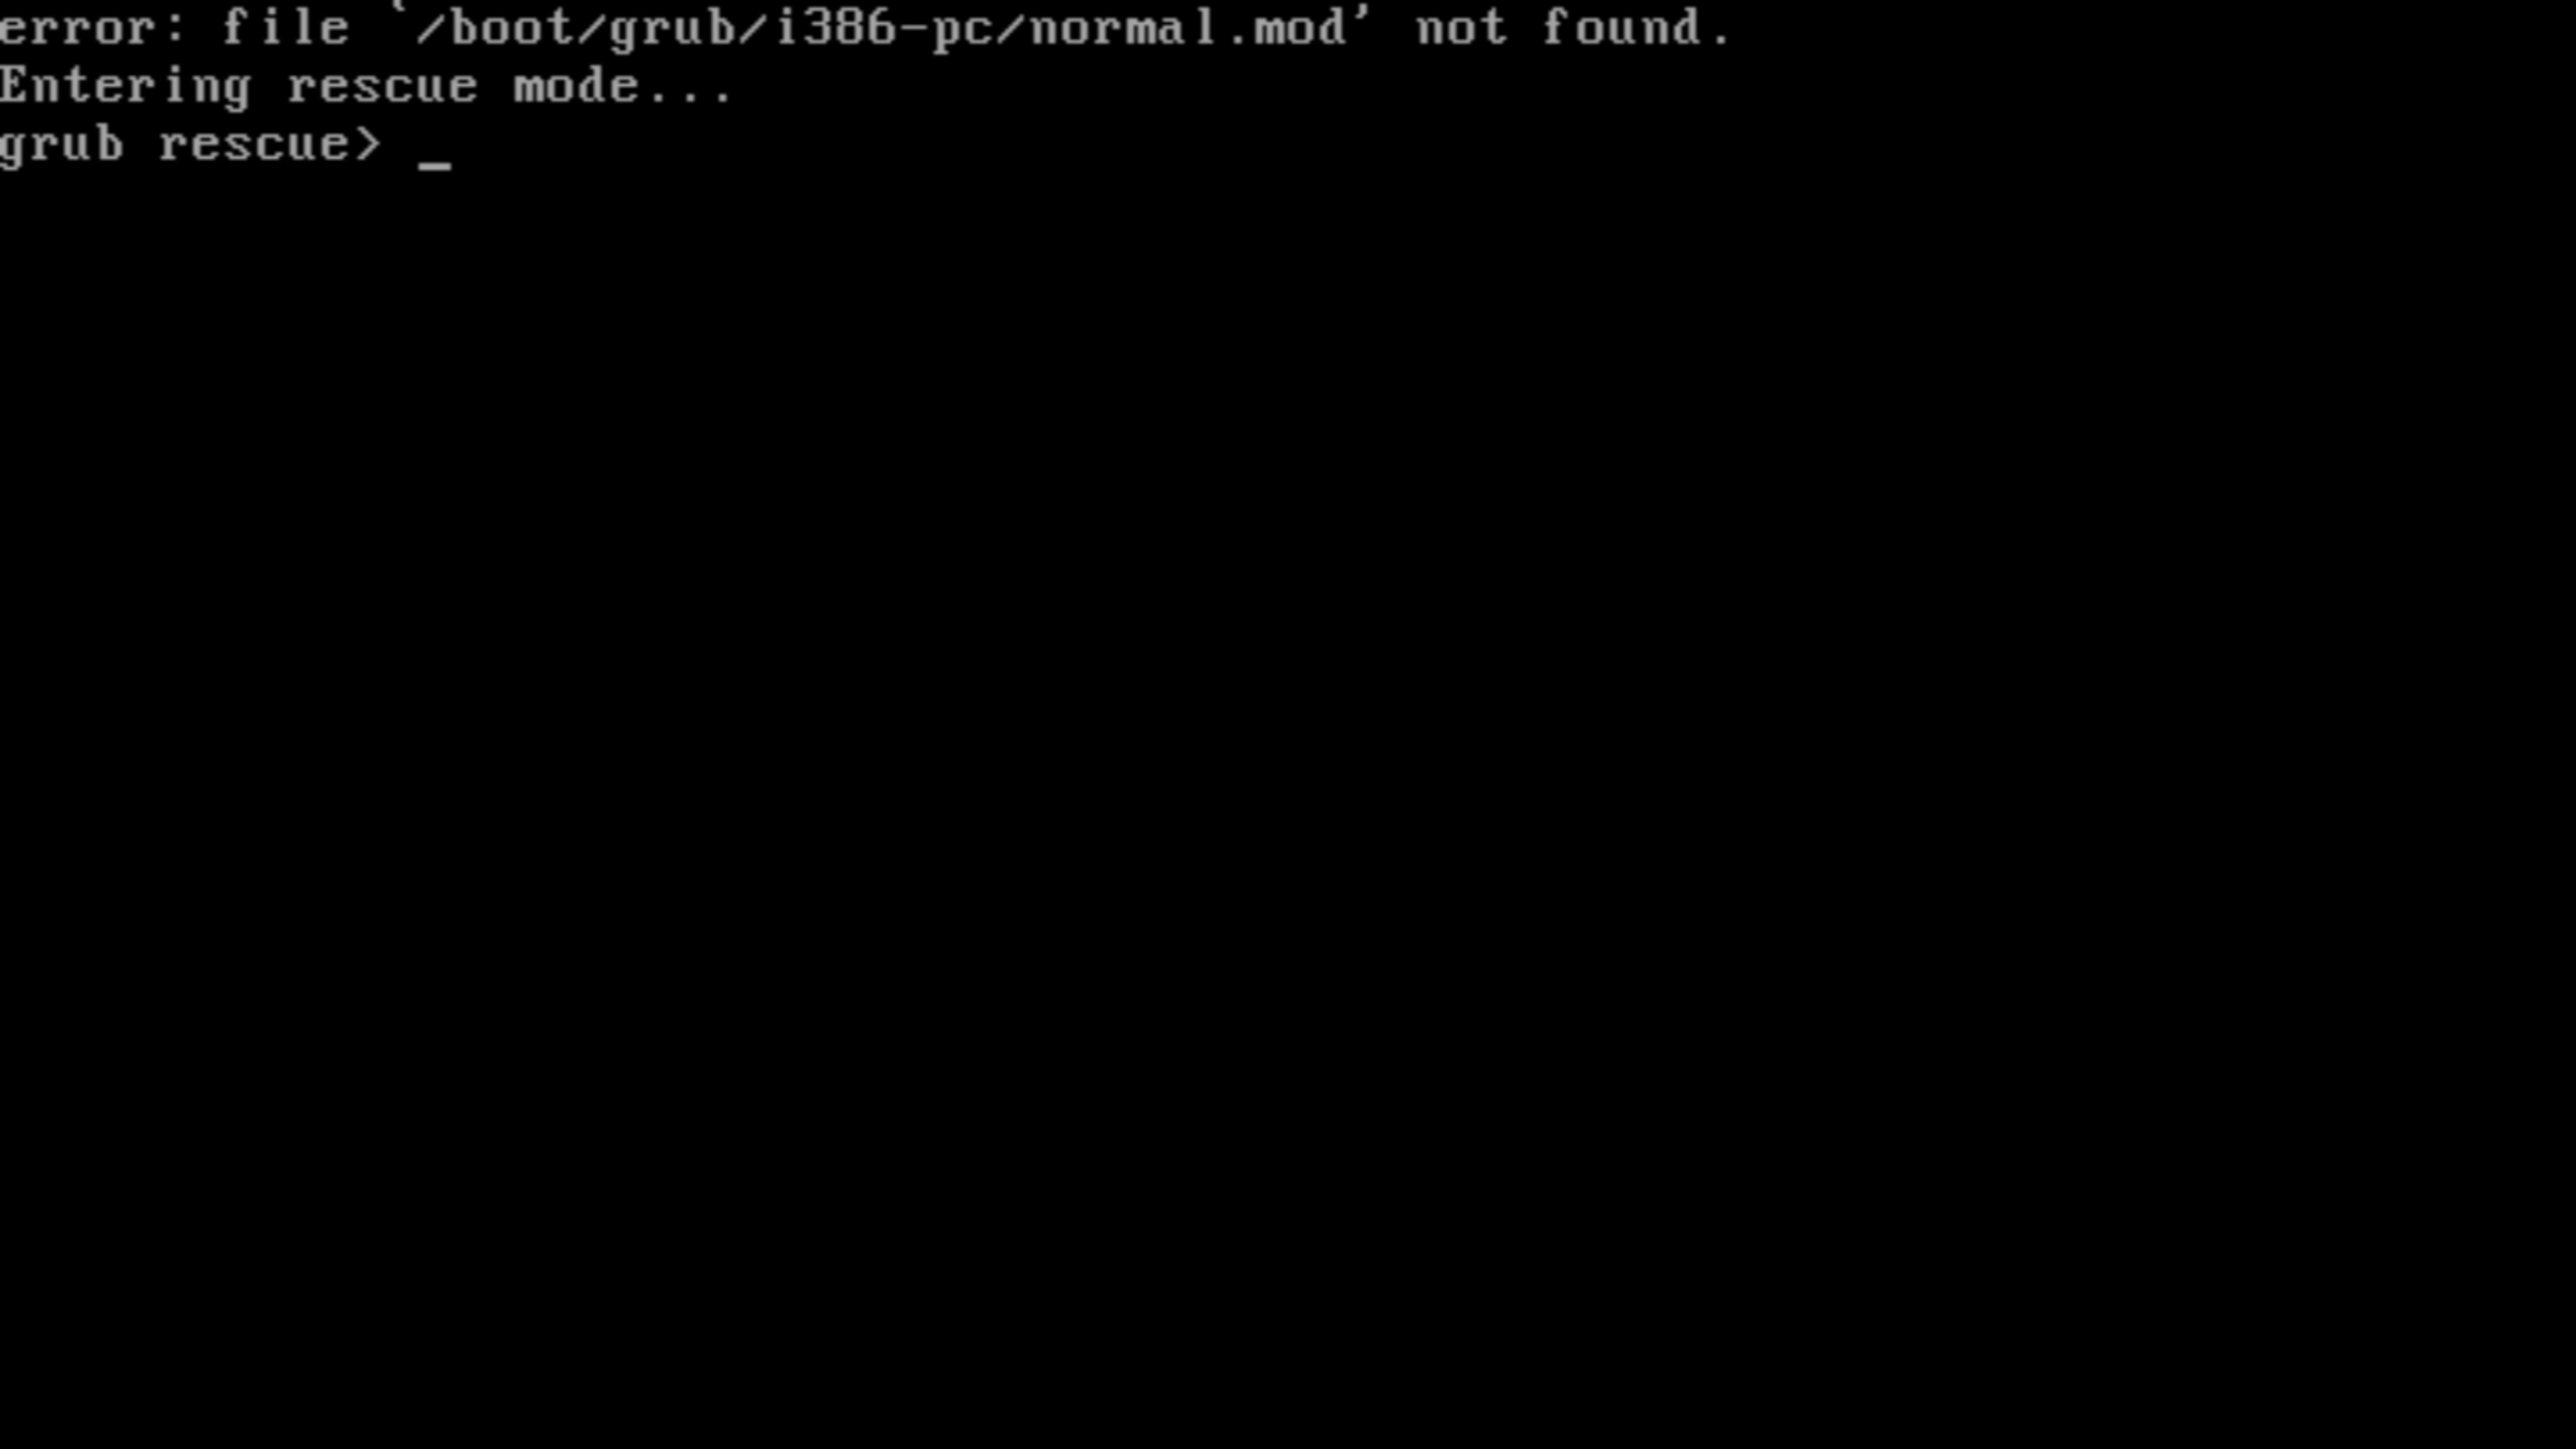 error: file `/boot/grub/i386-pc/normal.mod' not found.
Entering rescue mode...
grub rescue> _